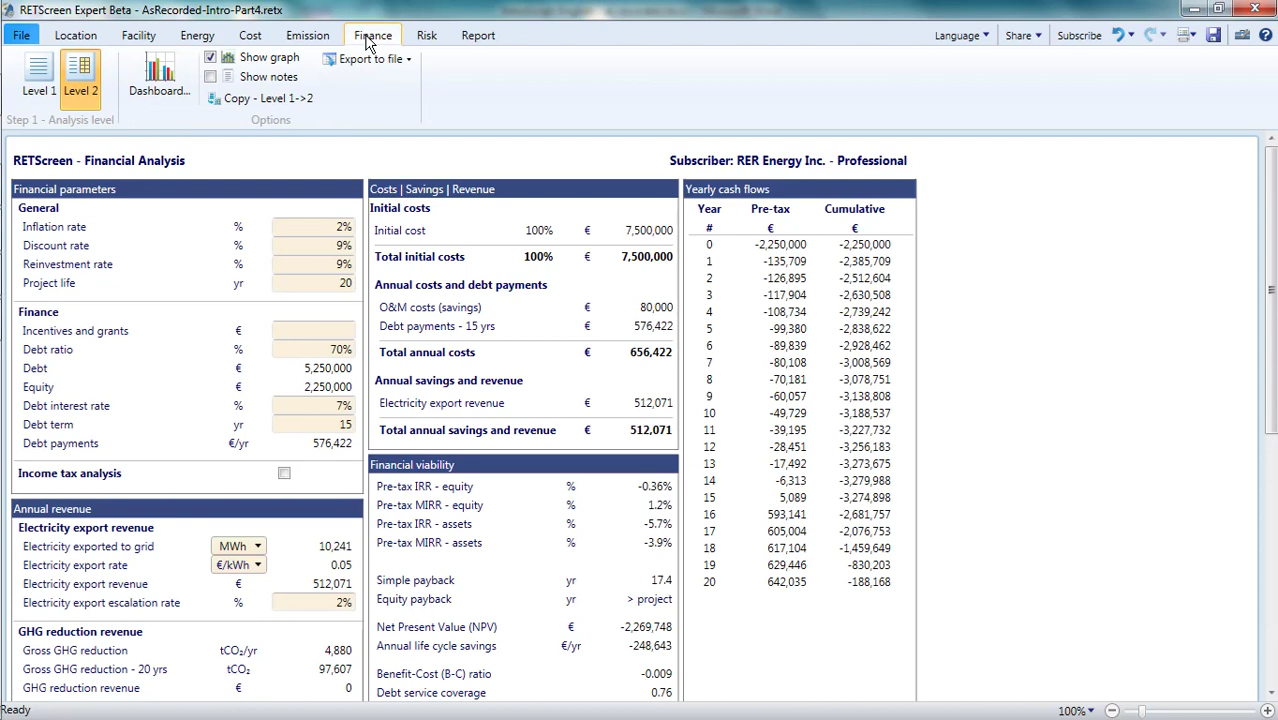 RETScreen Expert Beta - AsRecorded-Intro-Part4.retx
File Location Facility Energy Cost Emission Finance Risk Report Language Share Subscribe
Level 1 Level 2 Dashboard...
Show graph
Show notes
Copy - Level 1->2
Export to file
Step 1 - Analysis level Options
RETScreen - Financial Analysis Subscriber: RER Energy Inc. - Professional
Financial parameters
General
Inflation rate % 2%
Discount rate % 9%
Reinvestment rate % 9%
Project life yr 20
Finance
Incentives and grants €
Debt ratio % 70%
Debt € 5,250,000
Equity € 2,250,000
Debt interest rate % 7%
Debt term yr 15
Debt payments €/yr 576,422
Income tax analysis
Annual revenue
Electricity export revenue
Electricity exported to grid MWh 10,241
Electricity export rate €/kWh 0.05
Electricity export revenue € 512,071
Electricity export escalation rate % 2%
GHG reduction revenue
Gross GHG reduction tCO₂/yr 4,880
Gross GHG reduction - 20 yrs tCO₂ 97,607
GHG reduction revenue € 0
Costs | Savings | Revenue
Initial costs
Initial cost 100% € 7,500,000
Total initial costs 100% € 7,500,000
Annual costs and debt payments
O&M costs (savings) € 80,000
Debt payments - 15 yrs € 576,422
Total annual costs € 656,422
Annual savings and revenue
Electricity export revenue € 512,071
Total annual savings and revenue € 512,071
Financial viability
Pre-tax IRR - equity % -0.36%
Pre-tax MIRR - equity % 1.2%
Pre-tax IRR - assets % -5.7%
Pre-tax MIRR - assets % -3.9%
Simple payback yr 17.4
Equity payback yr > project
Net Present Value (NPV) € -2,269,748
Annual life cycle savings €/yr -248,643
Benefit-Cost (B-C) ratio -0.009
Debt service coverage 0.76
Yearly cash flows
Year Pre-tax Cumulative
# € €
0 -2,250,000 -2,250,000
1 -135,709 -2,385,709
2 -126,895 -2,512,604
3 -117,904 -2,630,508
4 -108,734 -2,739,242
5 -99,380 -2,838,622
6 -89,839 -2,928,462
7 -80,108 -3,008,569
8 -70,181 -3,078,751
9 -60,057 -3,138,808
10 -49,729 -3,188,537
11 -39,195 -3,227,732
12 -28,451 -3,256,183
13 -17,492 -3,273,675
14 -6,313 -3,279,988
15 5,089 -3,274,898
16 593,141 -2,681,757
17 605,004 -2,076,753
18 617,104 -1,459,649
19 629,446 -830,203
20 642,035 -188,168
Ready 100%